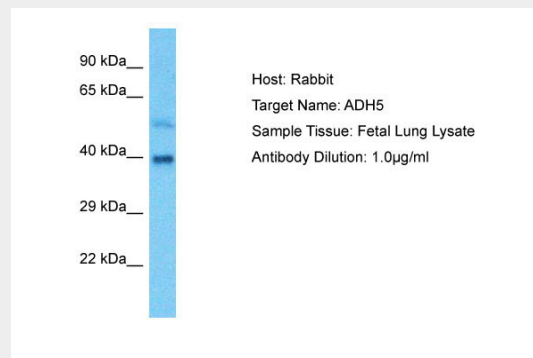 90 kDa__
65 kDa__
40 kDa__
29 kDa__
22 kDa__
Host: Rabbit
Target Name: ADH5
Sample Tissue: Fetal Lung Lysate
Antibody Dilution: 1.0µg/ml